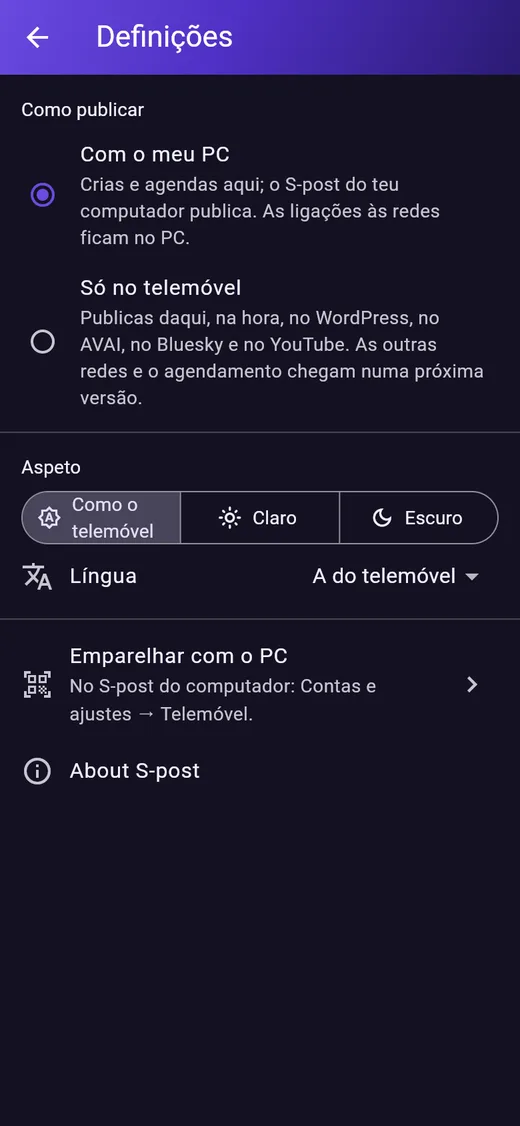 Definições
Como publicar
Com o meu PC
Crias e agendas aqui; o S-post do teu
computador publica. As ligações às redes
ficam no PC.
Só no telemóvel
Publicas daqui, na hora, no WordPress, no
AVAI, no Bluesky e no YouTube. As outras
redes e o agendamento chegam numa próxima
versão.
Aspeto
Como o
telemóvel
Claro
Escuro
Língua
A do telemóvel
Emparelhar com o PC
No S-post do computador: Contas e
ajustes → Telemóvel.
About S-post